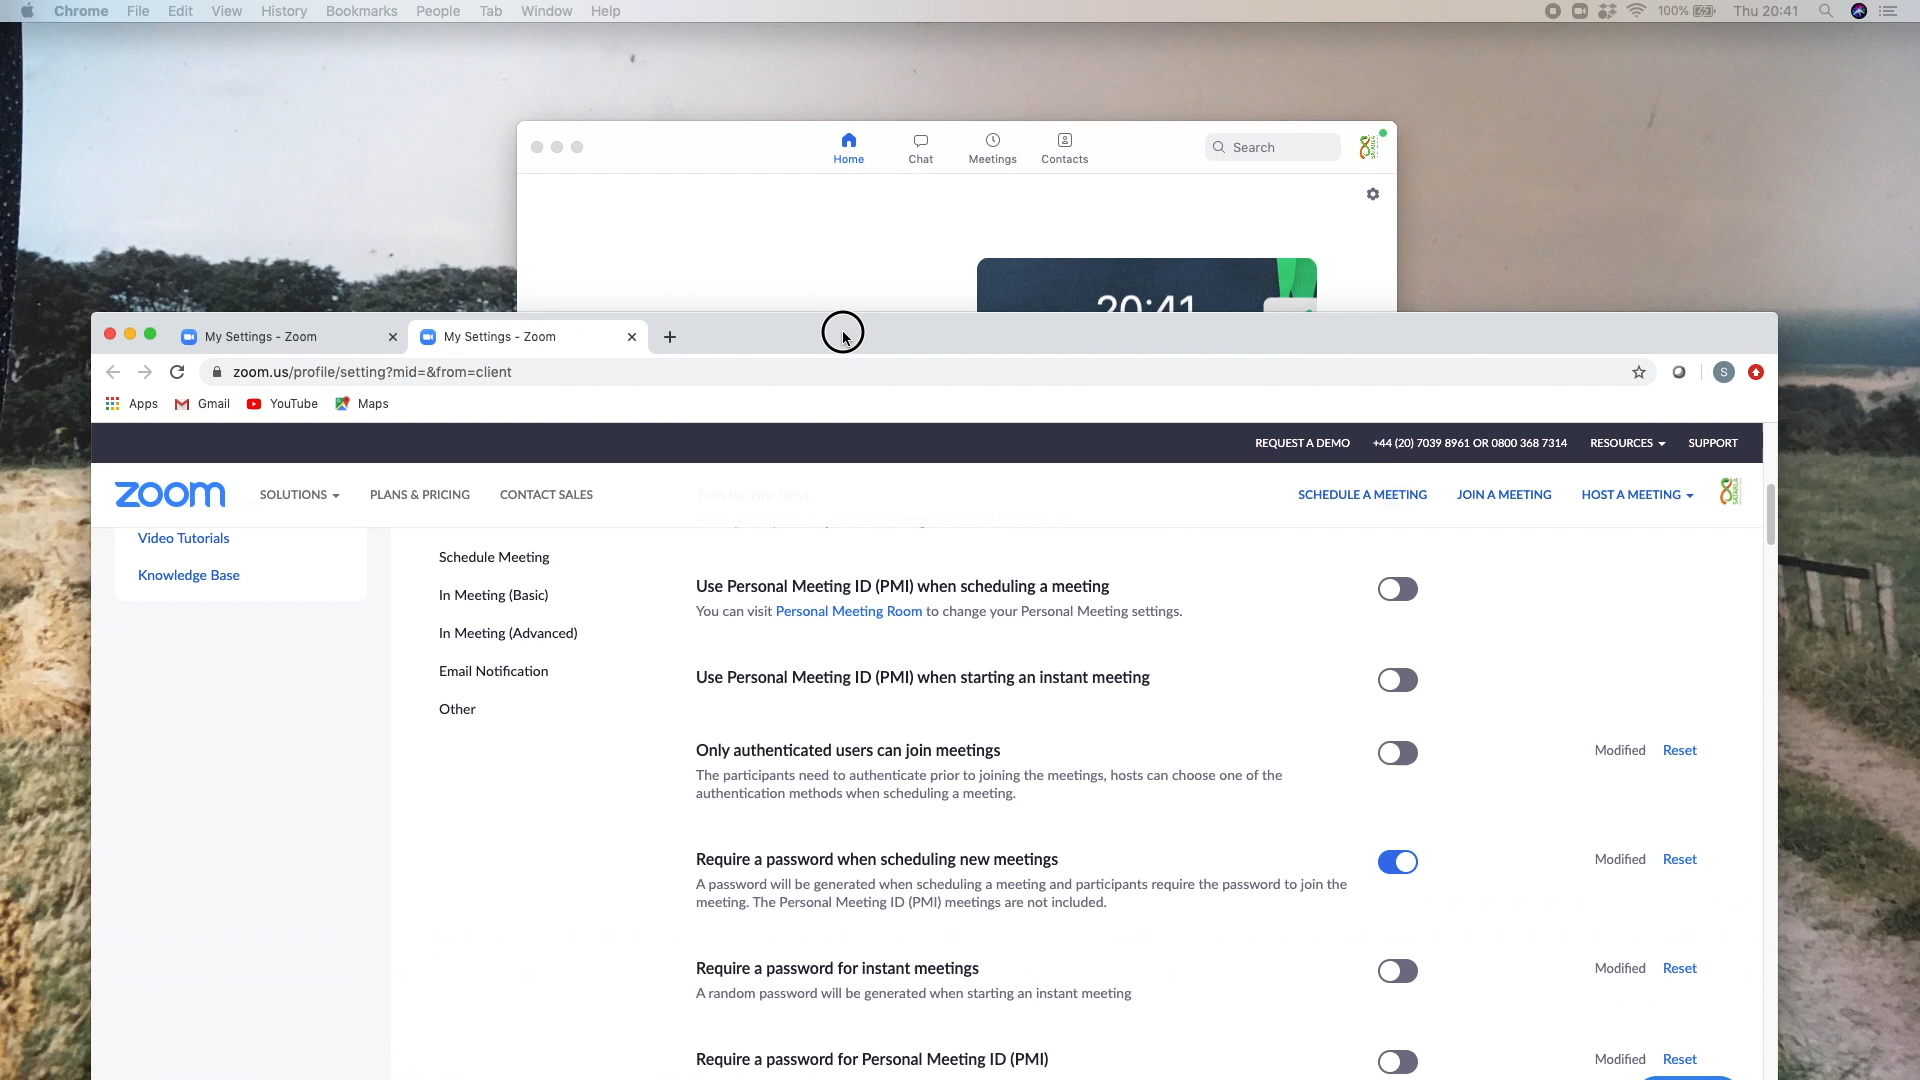 Chrome File Edit View History Bookmarks People Tab Window Help
100% Thu 20:41
Home Chat Meetings Contacts
Search
20:41
My Settings - Zoom
My Settings - Zoom
zoom.us/profile/setting?mid=&from=client
S
Apps Gmail YouTube Maps
REQUEST A DEMO +44 (20) 7039 8961 OR 0800 368 7314 RESOURCES SUPPORT
zoom SOLUTIONS PLANS & PRICING CONTACT SALES SCHEDULE A MEETING JOIN A MEETING HOST A MEETING
Join before host
Video Tutorials
Knowledge Base
Schedule Meeting
In Meeting (Basic)
In Meeting (Advanced)
Email Notification
Other
Use Personal Meeting ID (PMI) when scheduling a meeting
You can visit Personal Meeting Room to change your Personal Meeting settings.
Use Personal Meeting ID (PMI) when starting an instant meeting
Only authenticated users can join meetings
Modified Reset
The participants need to authenticate prior to joining the meetings, hosts can choose one of the
authentication methods when scheduling a meeting.
Require a password when scheduling new meetings
Modified Reset
A password will be generated when scheduling a meeting and participants require the password to join the
meeting. The Personal Meeting ID (PMI) meetings are not included.
Require a password for instant meetings
Modified Reset
A random password will be generated when starting an instant meeting
Require a password for Personal Meeting ID (PMI)
Modified Reset